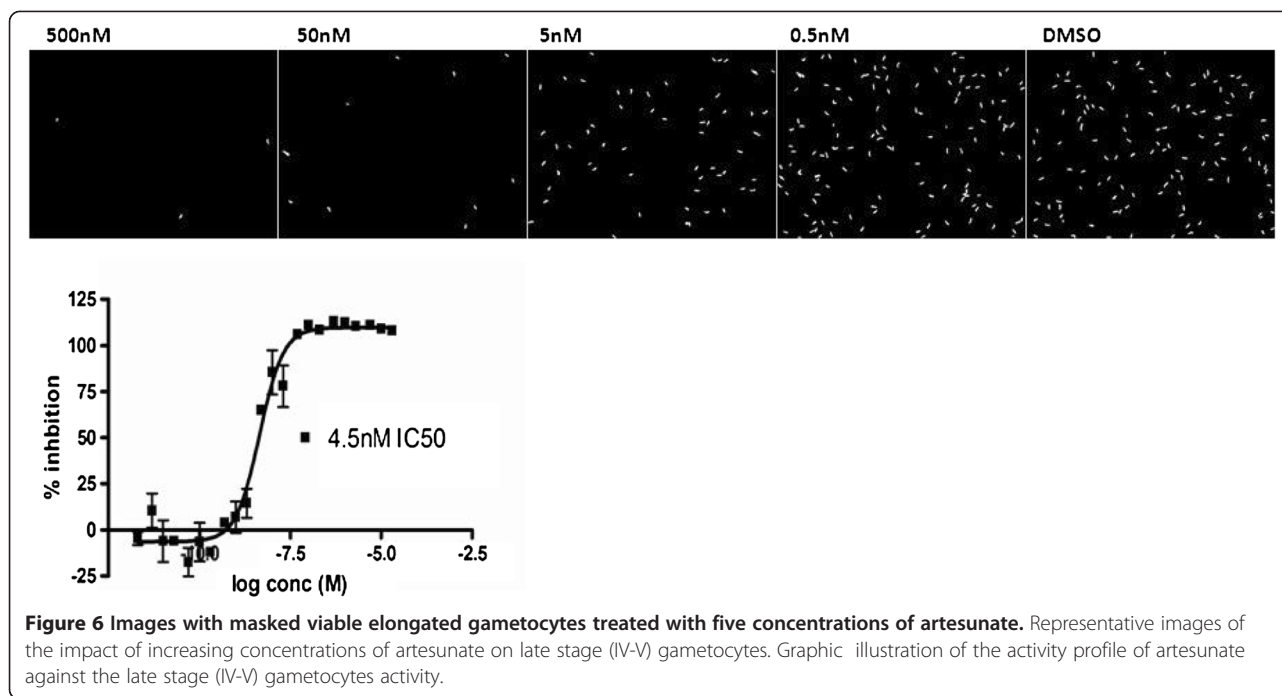 500nM 50nM 5nM 0.5nM DMSO
125
100
75
50
25
0
-25
% inhbition
4.5nM IC50
-10.0 -7.5 -5.0 -2.5
log conc (M)
Figure 6 Images with masked viable elongated gametocytes treated with five concentrations of artesunate. Representative images of
the impact of increasing concentrations of artesunate on late stage (IV-V) gametocytes. Graphic illustration of the activity profile of artesunate
against the late stage (IV-V) gametocytes activity.